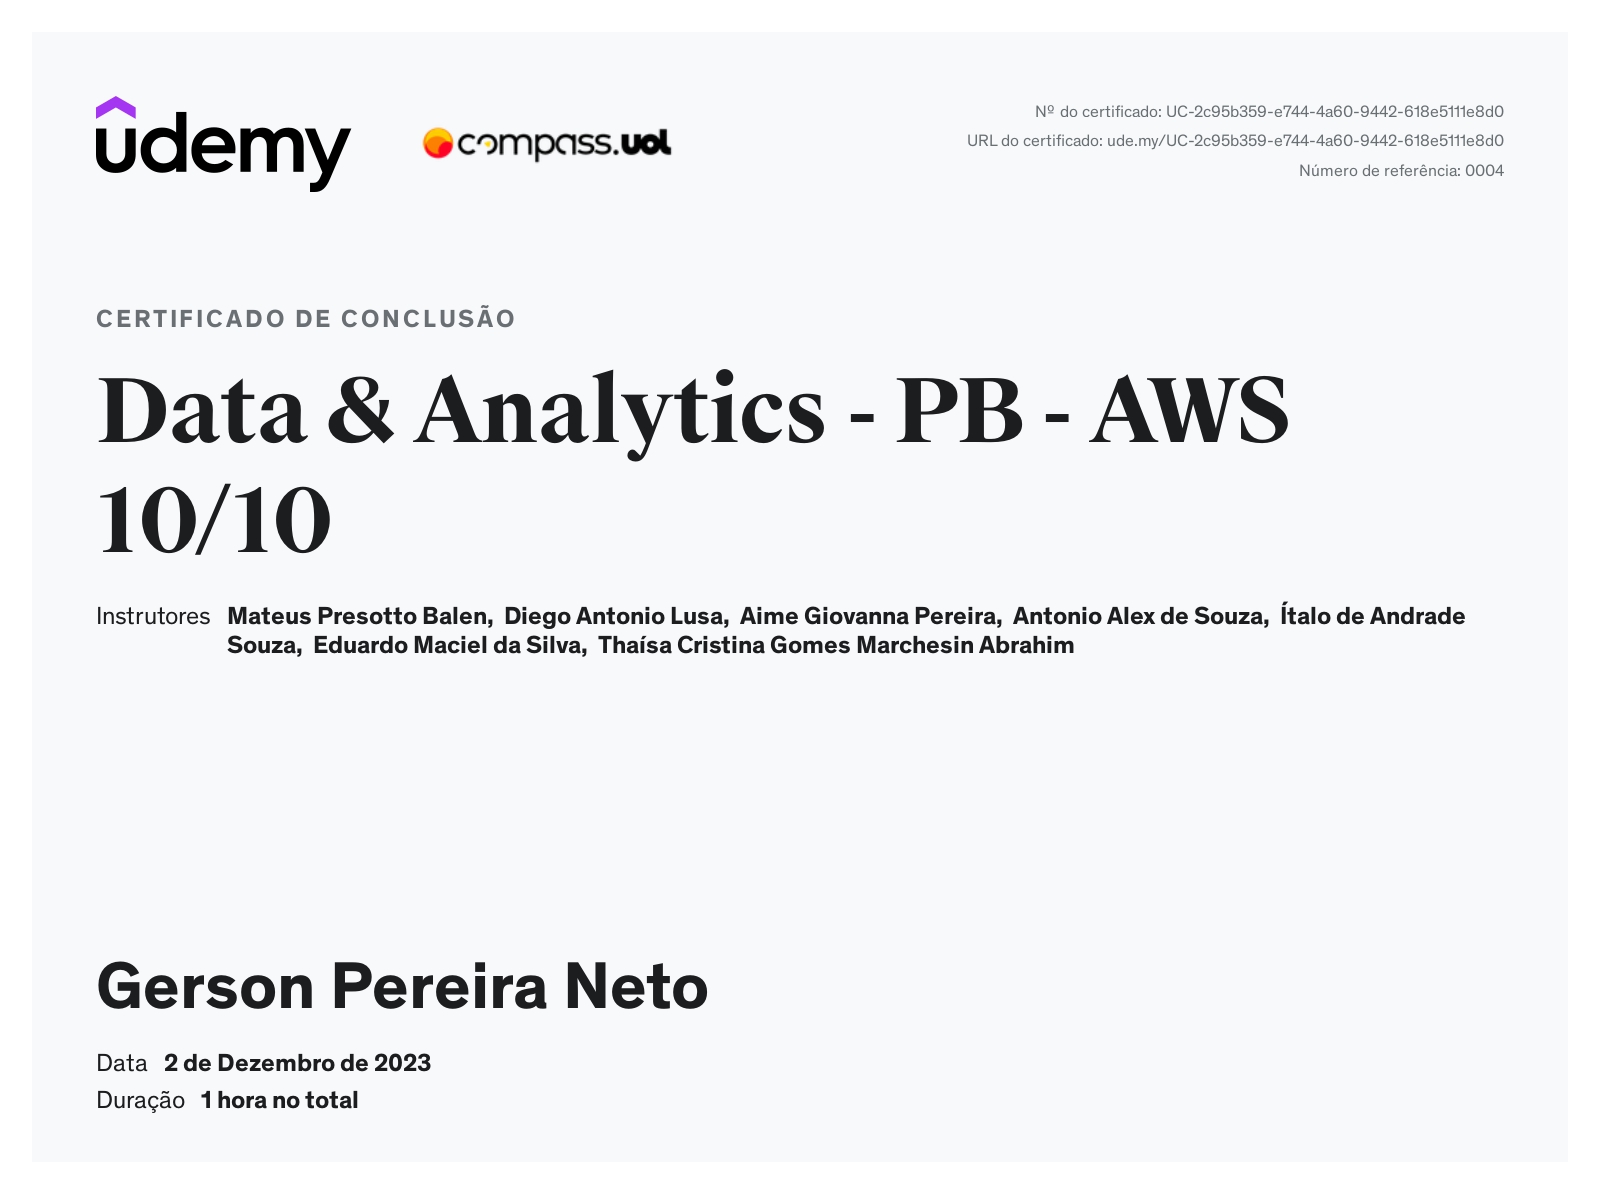 udemy
compass.uol
Nº do certificado: UC-2c95b359-e744-4a60-9442-618e5111e8d0
URL do certificado: ude.my/UC-2c95b359-e744-4a60-9442-618e5111e8d0
Número de referência: 0004
CERTIFICADO DE CONCLUSÃO
Data & Analytics - PB - AWS
10/10
Instrutores Mateus Presotto Balen, Diego Antonio Lusa, Aime Giovanna Pereira, Antonio Alex de Souza, Ítalo de Andrade
Souza, Eduardo Maciel da Silva, Thaísa Cristina Gomes Marchesin Abrahim
Gerson Pereira Neto
Data 2 de Dezembro de 2023
Duração 1 hora no total